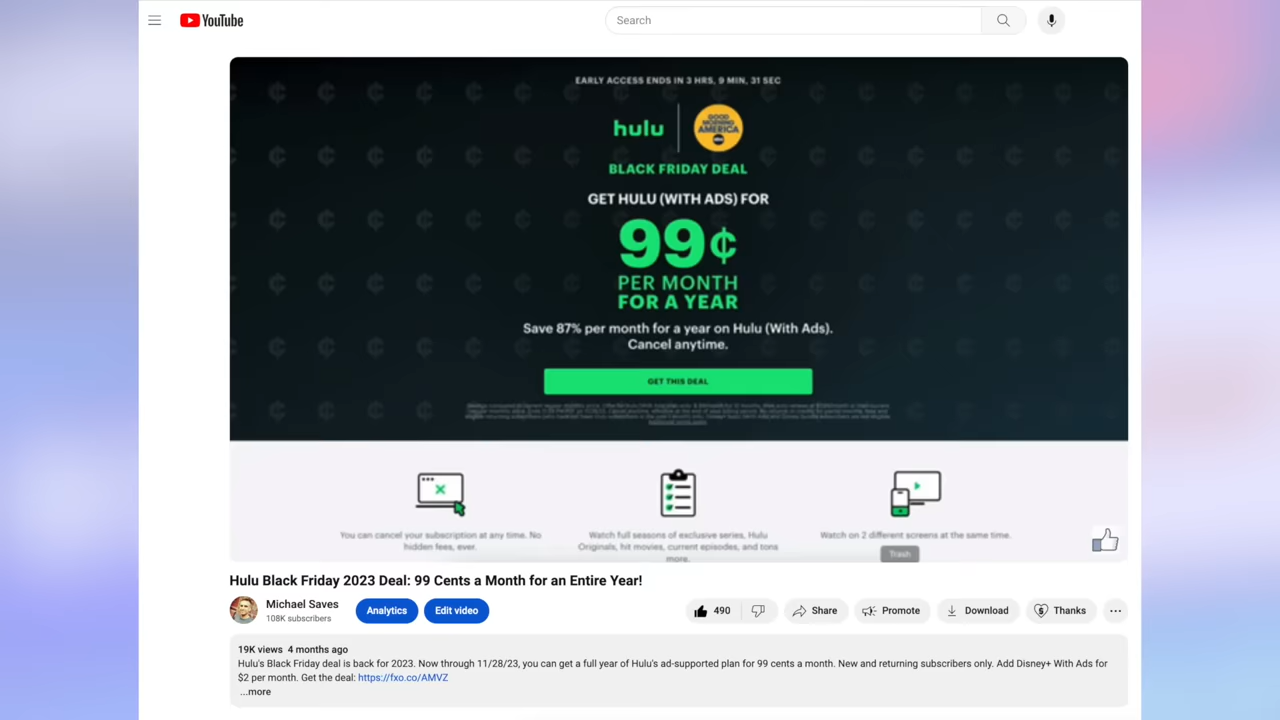 YouTube
Search
EARLY ACCESS ENDS IN 3 HRS, 9 MIN, 31 SEC
hulu
GOOD MORNING AMERICA
abc
BLACK FRIDAY DEAL
GET HULU (WITH ADS) FOR
99¢
PER MONTH
FOR A YEAR
Save 87% per month for a year on Hulu (With Ads).
Cancel anytime.
GET THIS DEAL
You can cancel your subscription at any time. No
hidden fees, ever.
Watch full seasons of exclusive series, Hulu
Originals, hit movies, current episodes, and tons
more.
Watch on 2 different screens at the same time.
Trash
Hulu Black Friday 2023 Deal: 99 Cents a Month for an Entire Year!
Michael Saves
108K subscribers
Analytics
Edit video
490
Share
Promote
Download
Thanks
19K views 4 months ago
Hulu's Black Friday deal is back for 2023. Now through 11/28/23, you can get a full year of Hulu's ad-supported plan for 99 cents a month. New and returning subscribers only. Add Disney+ With Ads for
$2 per month. Get the deal: https://fxo.co/AMVZ
...more